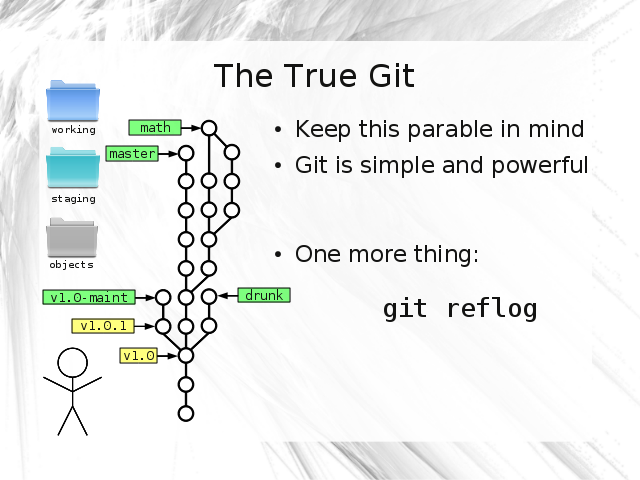 The True Git
working
staging
objects
math
master
v1.0-maint
drunk
v1.0.1
v1.0
• Keep this parable in mind
• Git is simple and powerful
• One more thing:
git reflog